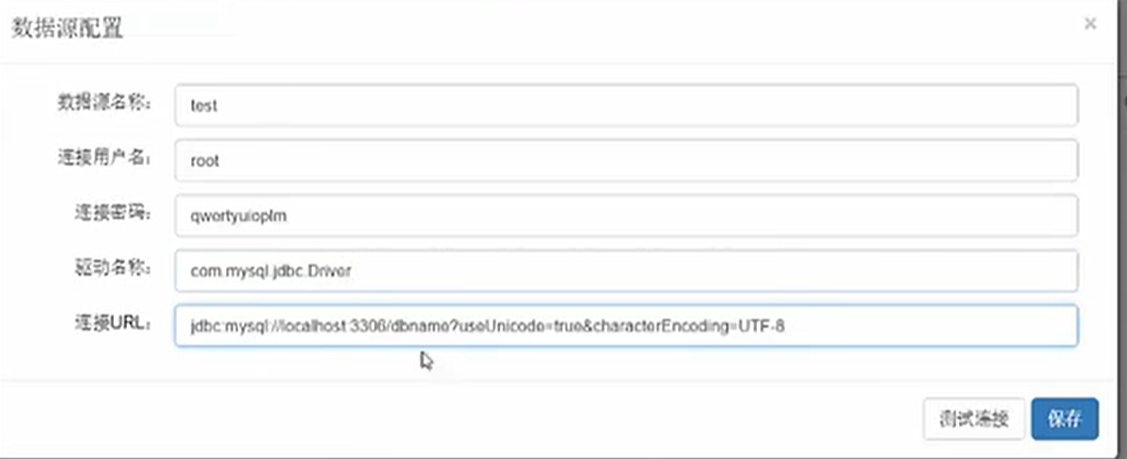 数据源配置
×
数据源名称： test
连接用户名： root
连接密码： qwertyuioplm
驱动名称： com.mysql.jdbc.Driver
连接URL： jdbc:mysql://localhost:3306/dbname?useUnicode=true&characterEncoding=UTF-8
测试连接 保存